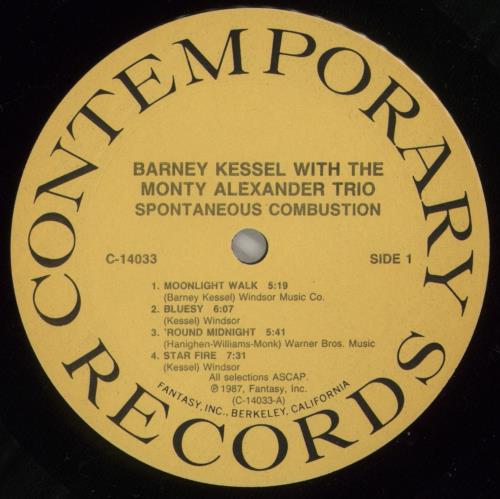 CONTEMPORARY RECORDS
BARNEY KESSEL WITH THE
MONTY ALEXANDER TRIO
SPONTANEOUS COMBUSTION
C-14033 SIDE 1
1. MOONLIGHT WALK 5:19
(Barney Kessel) Windsor Music Co.
2. BLUESY 6:07
(Kessel) Windsor
3. 'ROUND MIDNIGHT 5:41
(Hanighen-Williams-Monk) Warner Bros. Music
4. STAR FIRE 7:31
(Kessel) Windsor
All selections ASCAP.
℗ 1987, Fantasy, Inc.
(C-14033-A)
FANTASY, INC., BERKELEY, CALIFORNIA